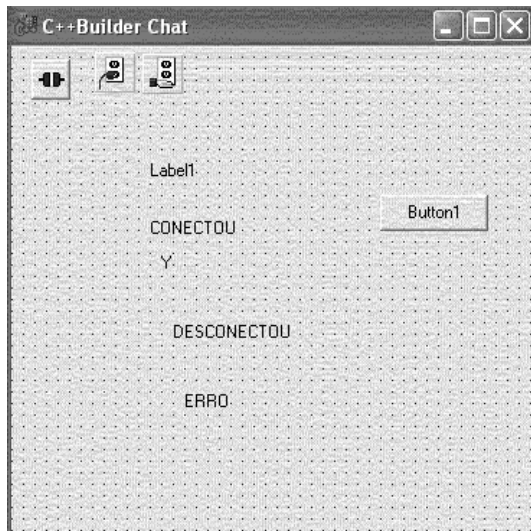 C++Builder Chat
Label1
Button1
CONECTOU
Y
DESCONECTOU
ERRO